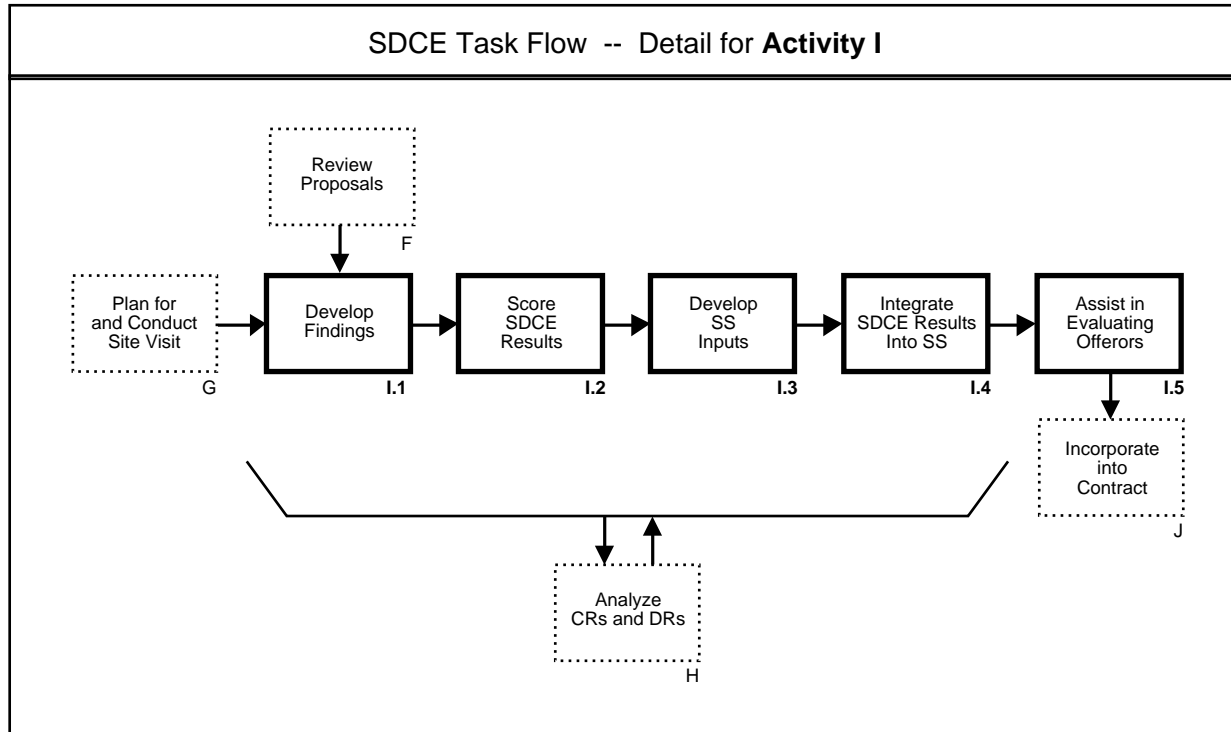 SDCE Task Flow -- Detail for Activity I
Review
Proposals
F
Plan for
and Conduct
Site Visit
G
Develop
Findings
I.1
Score
SDCE
Results
I.2
Develop
SS
Inputs
I.3
Integrate
SDCE Results
Into SS
I.4
Assist in
Evaluating
Offerors
I.5
Incorporate
into
Contract
J
Analyze
CRs and DRs
H